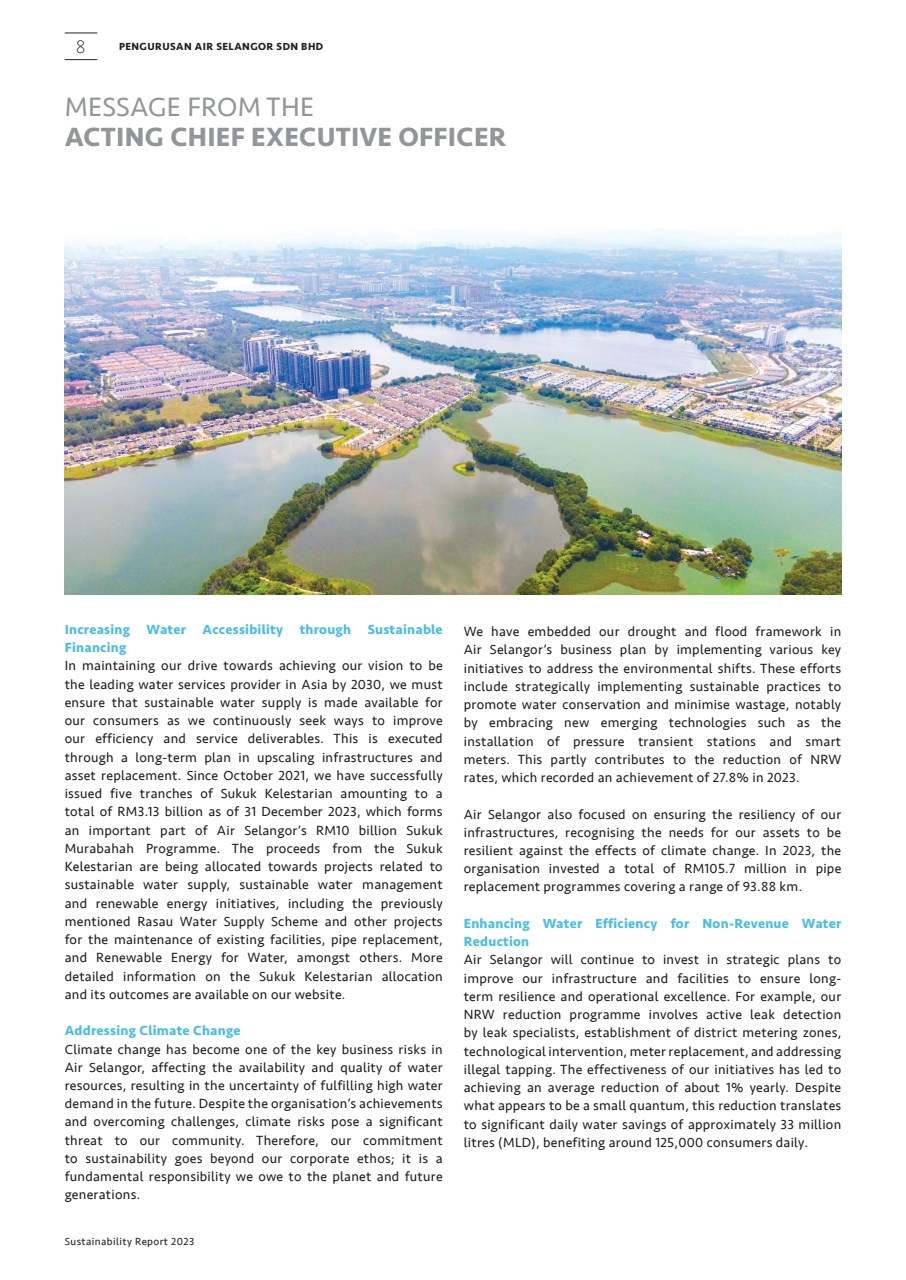 8
PENGURUSAN AIR SELANGOR SDN BHD
MESSAGE FROM THE
ACTING CHIEF EXECUTIVE OFFICER
Increasing Water Accessibility through Sustainable
Financing
In maintaining our drive towards achieving our vision to be
the leading water services provider in Asia by 2030, we must
ensure that sustainable water supply is made available for
our consumers as we continuously seek ways to improve
our efficiency and service deliverables. This is executed
through a long-term plan in upscaling infrastructures and
asset replacement. Since October 2021, we have successfully
issued five tranches of Sukuk Kelestarian amounting to a
total of RM3.13 billion as of 31 December 2023, which forms
an important part of Air Selangor's RM10 billion Sukuk
Murabahah Programme. The proceeds from the Sukuk
Kelestarian are being allocated towards projects related to
sustainable water supply, sustainable water management
and renewable energy initiatives, including the previously
mentioned Rasau Water Supply Scheme and other projects
for the maintenance of existing facilities, pipe replacement,
and Renewable Energy for Water, amongst others. More
detailed information on the Sukuk Kelestarian allocation
and its outcomes are available on our website.
Addressing Climate Change
Climate change has become one of the key business risks in
Air Selangor, affecting the availability and quality of water
resources, resulting in the uncertainty of fulfilling high water
demand in the future. Despite the organisation's achievements
and overcoming challenges, climate risks pose a significant
threat to our community. Therefore, our commitment
to sustainability goes beyond our corporate ethos; it is a
fundamental responsibility we owe to the planet and future
generations.
We have embedded our drought and flood framework in
Air Selangor's business plan by implementing various key
initiatives to address the environmental shifts. These efforts
include strategically implementing sustainable practices to
promote water conservation and minimise wastage, notably
by embracing new emerging technologies such as the
installation of pressure transient stations and smart
meters. This partly contributes to the reduction of NRW
rates, which recorded an achievement of 27.8% in 2023.
Air Selangor also focused on ensuring the resiliency of our
infrastructures, recognising the needs for our assets to be
resilient against the effects of climate change. In 2023, the
organisation invested a total of RM105.7 million in pipe
replacement programmes covering a range of 93.88 km.
Enhancing Water Efficiency for Non-Revenue Water
Reduction
Air Selangor will continue to invest in strategic plans to
improve our infrastructure and facilities to ensure long-
term resilience and operational excellence. For example, our
NRW reduction programme involves active leak detection
by leak specialists, establishment of district metering zones,
technological intervention, meter replacement, and addressing
illegal tapping. The effectiveness of our initiatives has led to
achieving an average reduction of about 1% yearly. Despite
what appears to be a small quantum, this reduction translates
to significant daily water savings of approximately 33 million
litres (MLD), benefiting around 125,000 consumers daily.
Sustainability Report 2023